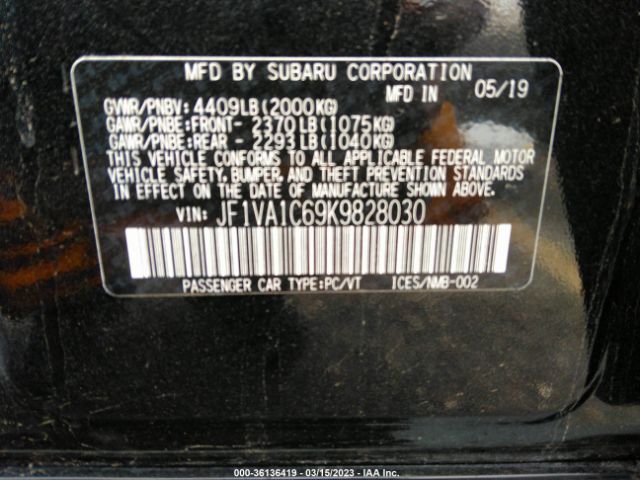 MFD BY SUBARU CORPORATION
MFD IN 05/19
GVWR/PNBV: 4409LB(2000KG)
GAWR/PNBE:FRONT- 2370LB(1075KG)
GAWR/PNBE:REAR - 2293LB(1040KG)
THIS VEHICLE CONFORMS TO ALL APPLICABLE FEDERAL MOTOR
VEHICLE SAFETY, BUMPER, AND THEFT PREVENTION STANDARDS
IN EFFECT ON THE DATE OF MANUFACTURE SHOWN ABOVE.
VIN: JF1VA1C69K9828030
PASSENGER CAR TYPE:PC/VT ICES/NMB-002
000-36136419 - 03/15/2023 - IAA Inc.